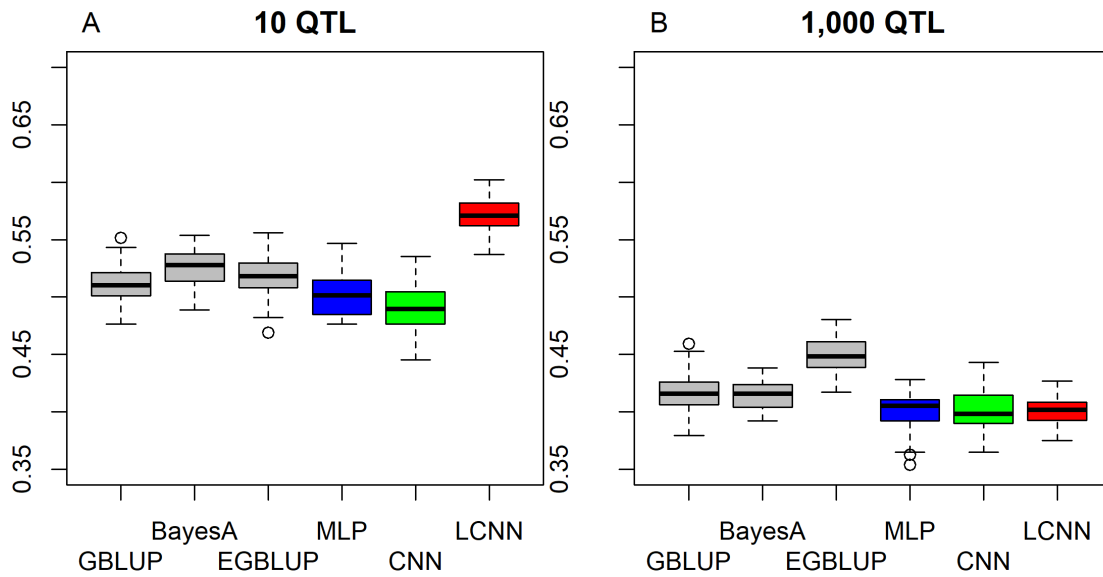 A 10 QTL
0.65
0.55
0.45
0.35
BayesA MLP LCNN
GBLUP EGBLUP CNN
B 1,000 QTL
0.65
0.55
0.45
0.35
BayesA MLP LCNN
GBLUP EGBLUP CNN